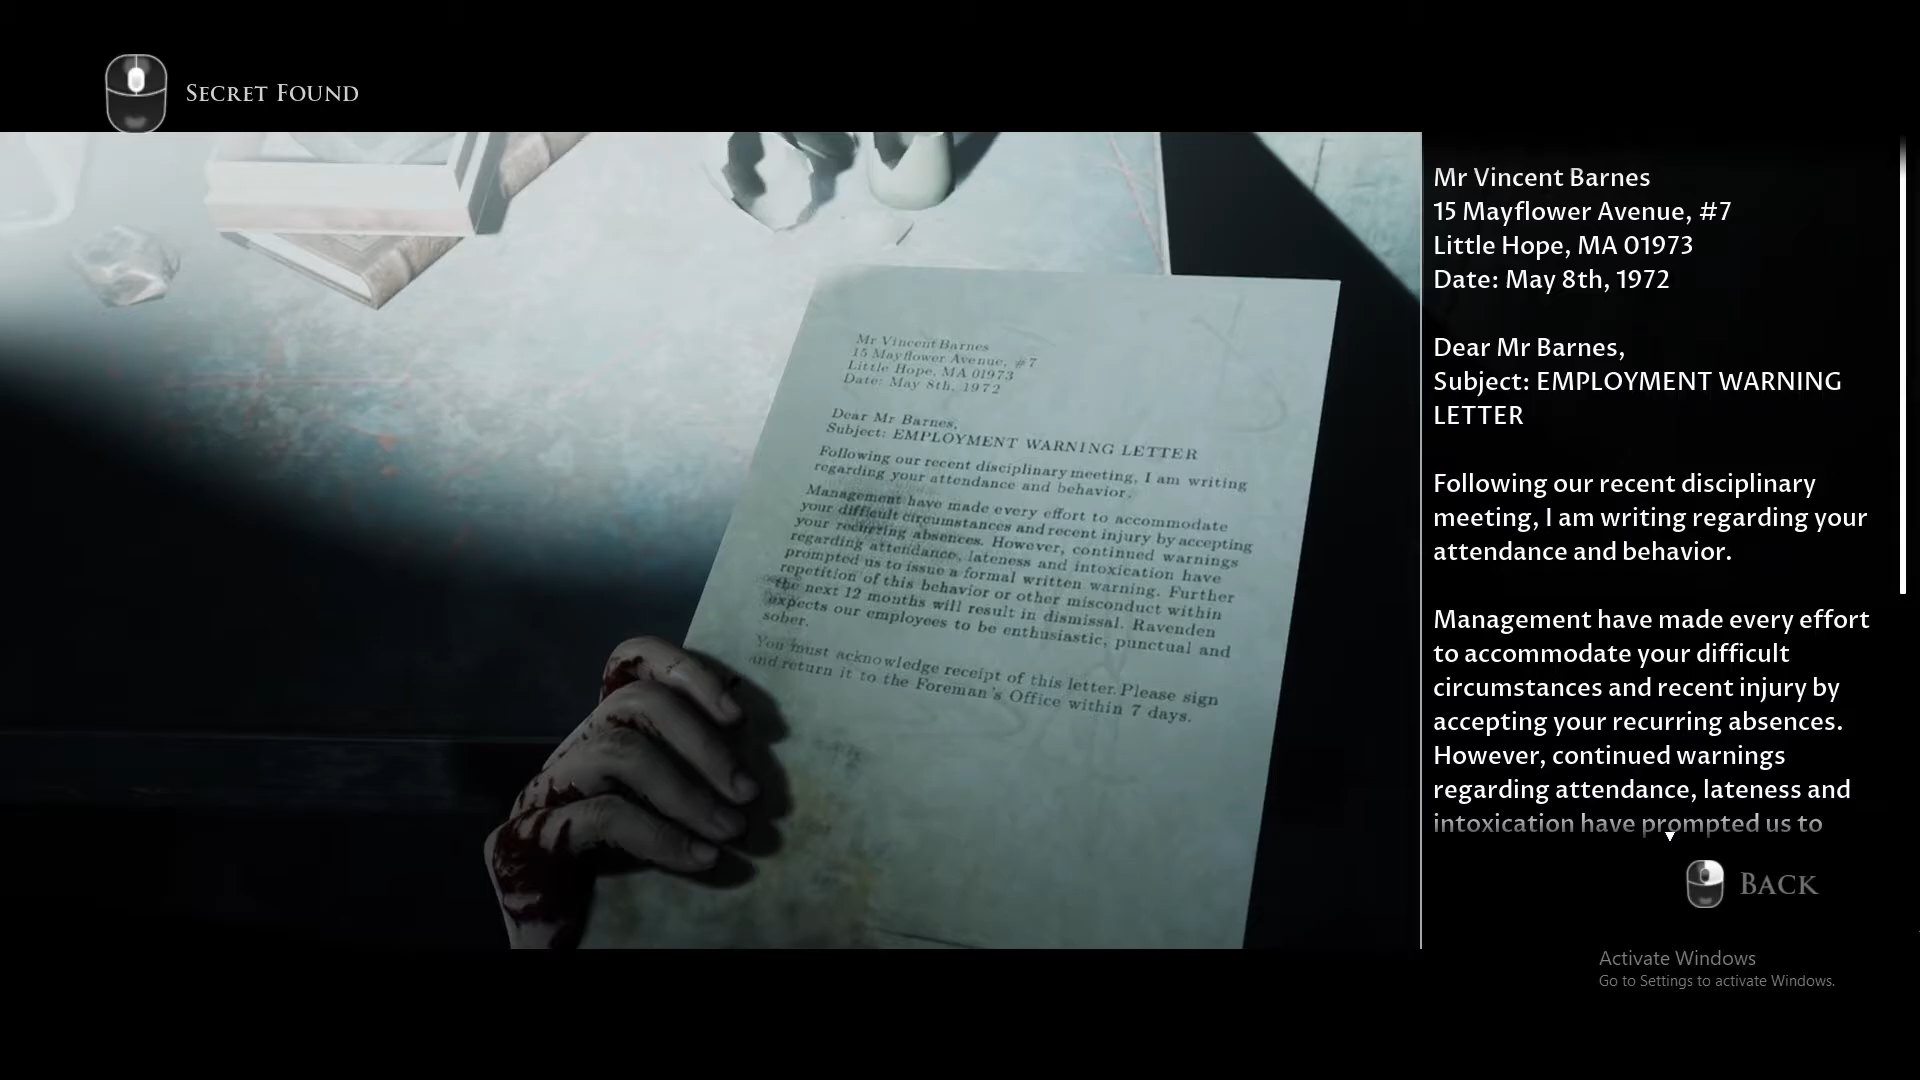 SECRET FOUND
Mr Vincent Barnes
15 Mayflower Avenue, #7
Little Hope, MA 01973
Date: May 8th, 1972
Dear Mr Barnes,
Subject: EMPLOYMENT WARNING LETTER
Following our recent disciplinary meeting, I am writing
regarding your attendance and behavior.
Management have made every effort to accommodate
your difficult circumstances and recent injury by accepting
your recurring absences. However, continued warnings
regarding attendance, lateness and intoxication have
prompted us to issue a formal written warning. Further
repetition of this behavior or other misconduct within
the next 12 months will result in dismissal. Ravenden
expects our employees to be enthusiastic, punctual and
sober.
You must acknowledge receipt of this letter. Please sign
and return it to the Foreman's Office within 7 days.
Mr Vincent Barnes
15 Mayflower Avenue, #7
Little Hope, MA 01973
Date: May 8th, 1972
Dear Mr Barnes,
Subject: EMPLOYMENT WARNING
LETTER
Following our recent disciplinary
meeting, I am writing regarding your
attendance and behavior.
Management have made every effort
to accommodate your difficult
circumstances and recent injury by
accepting your recurring absences.
However, continued warnings
regarding attendance, lateness and
intoxication have prompted us to
BACK
Activate Windows
Go to Settings to activate Windows.